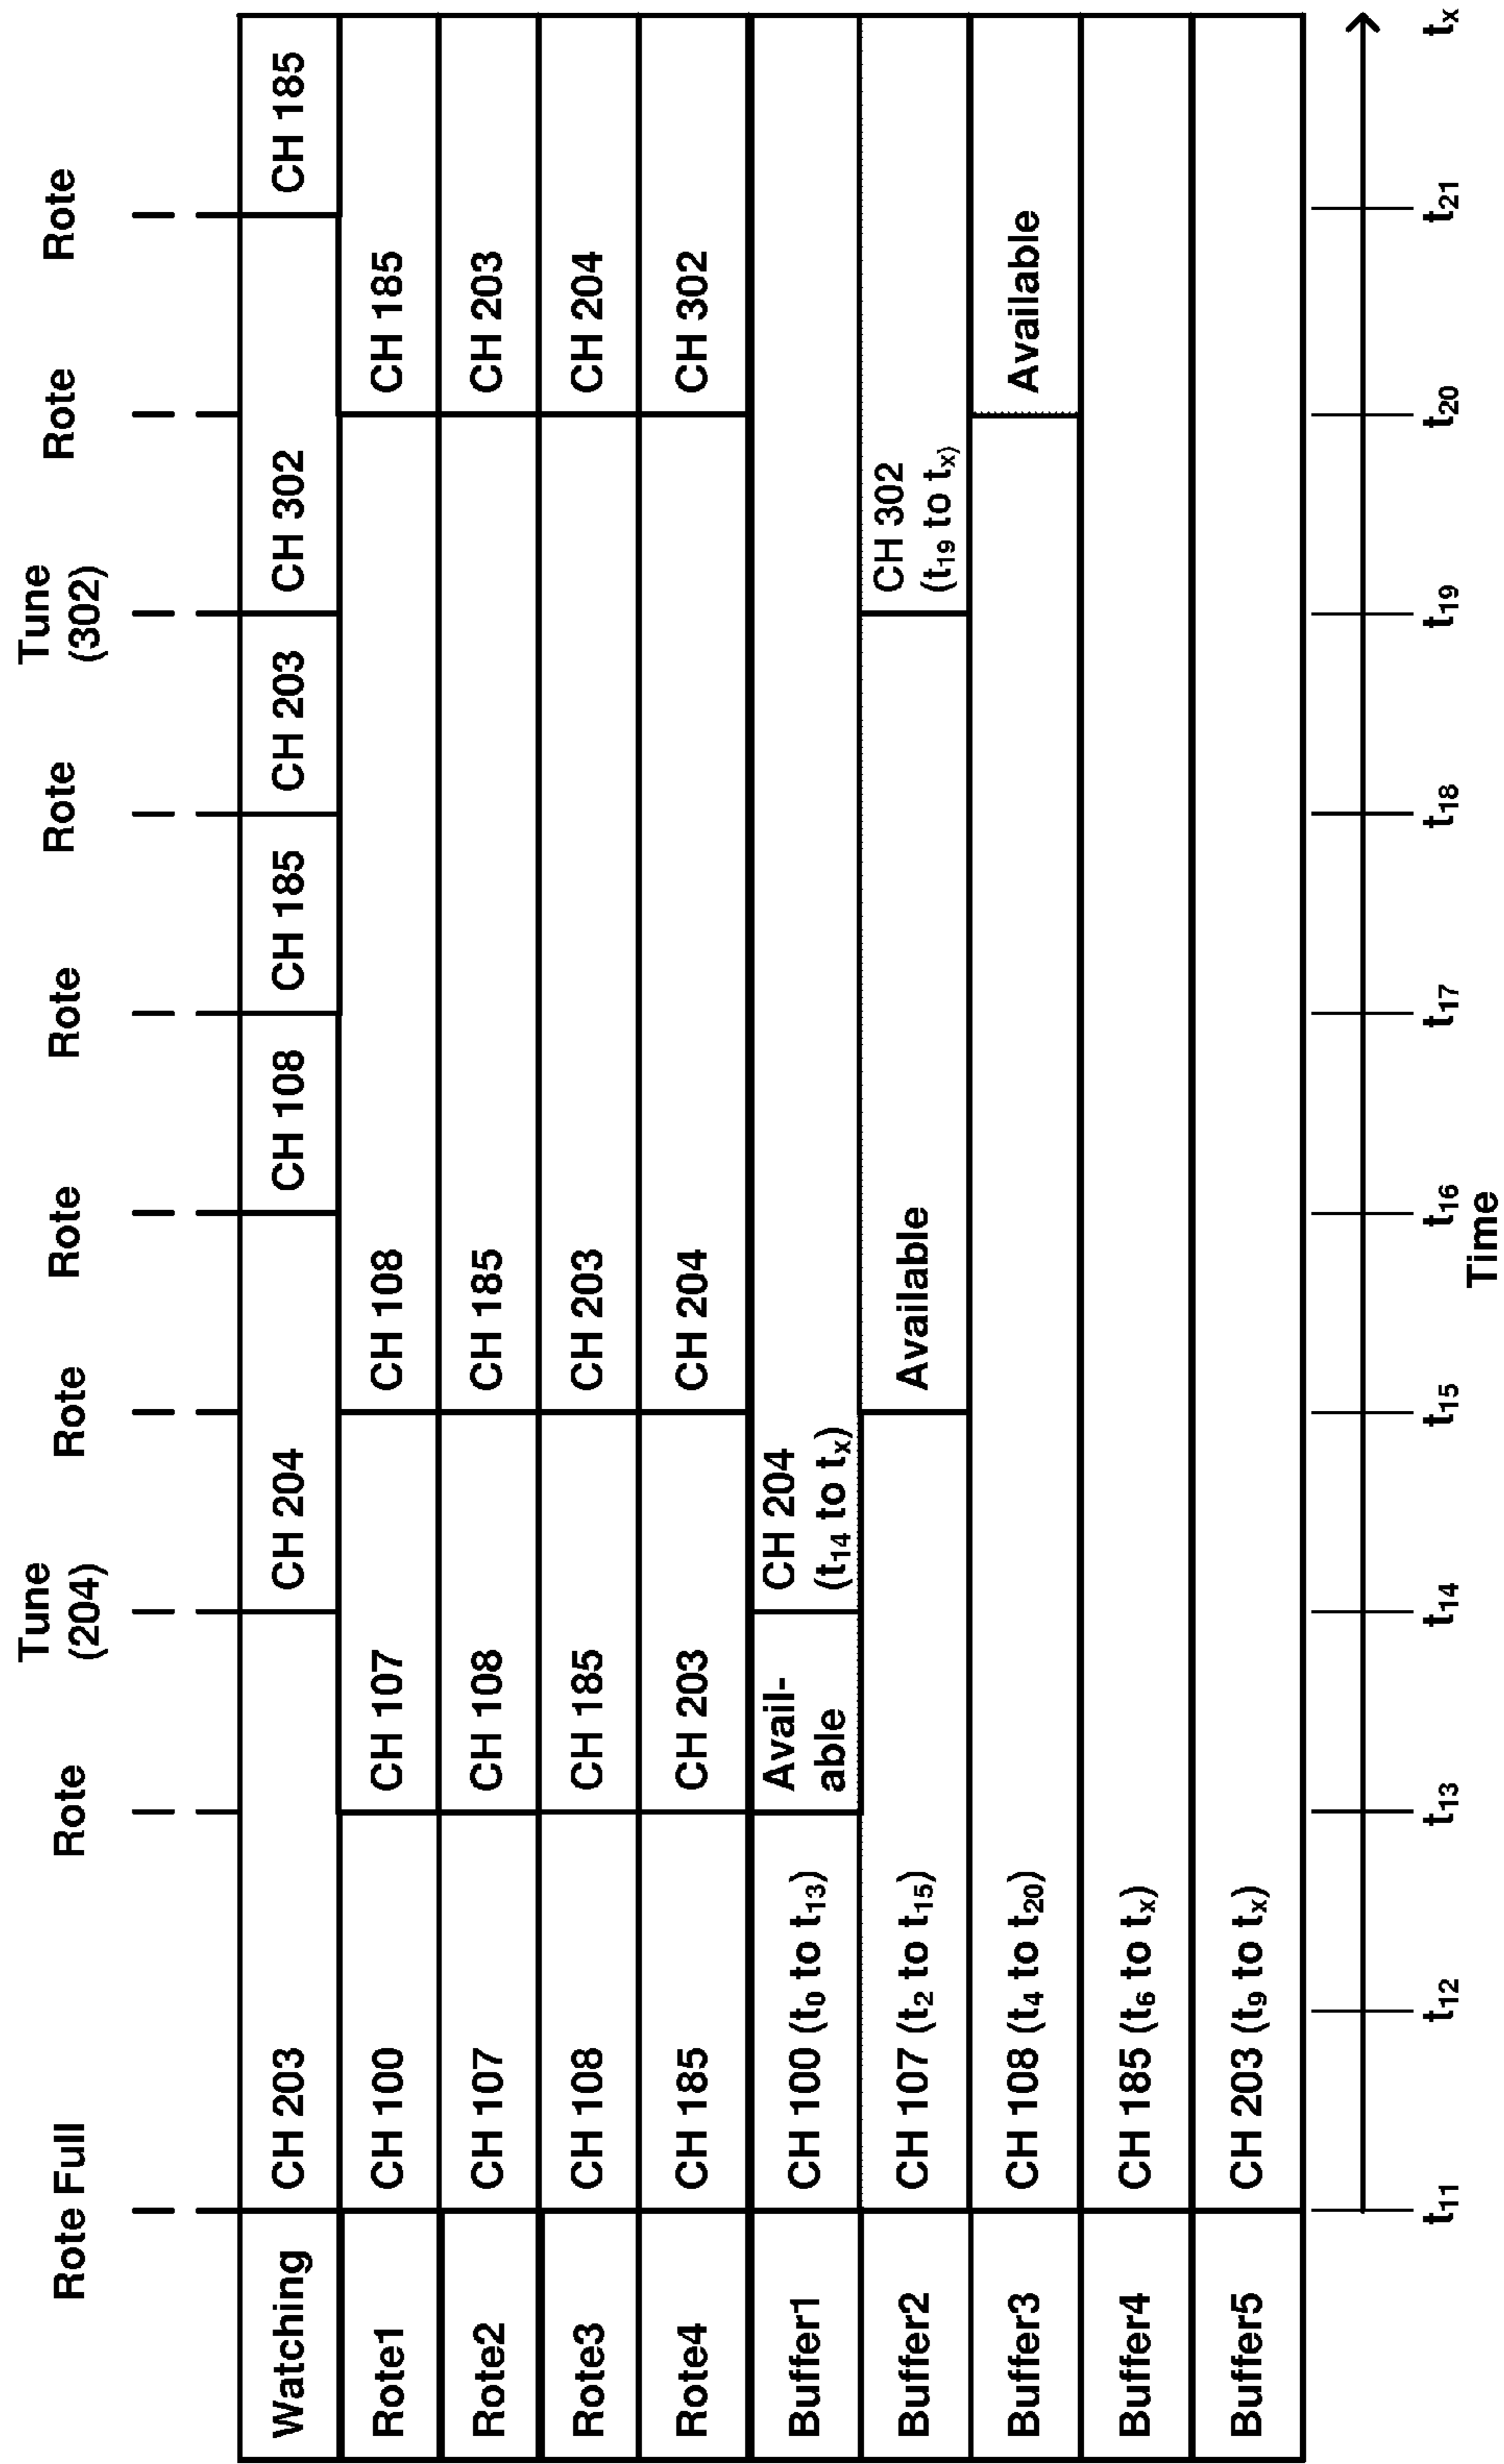 Rote Full
Rote
Tune
(204)
Rote
Rote
Rote
Rote
Tune
(302)
Rote
Rote
Watching
CH 203
CH 204
CH 108
CH 185
CH 203
CH 302
CH 185
Rote1
CH 100
CH 107
CH 108
CH 185
Rote2
CH 107
CH 108
CH 185
CH 203
Rote3
CH 108
CH 185
CH 203
CH 204
Rote4
CH 185
CH 203
CH 204
CH 302
Buffer1
CH 100 (t0 to t13)
Avail-
able
CH 204
(t14 to tx)
Buffer2
CH 107 (t2 to t15)
Available
CH 302
(t19 to tx)
Buffer3
CH 108 (t4 to t20)
Available
Buffer4
CH 185 (t6 to tx)
Buffer5
CH 203 (t9 to tx)
t11 t12 t13 t14 t15 t16 t17 t18 t19 t20 t21 tx
Time